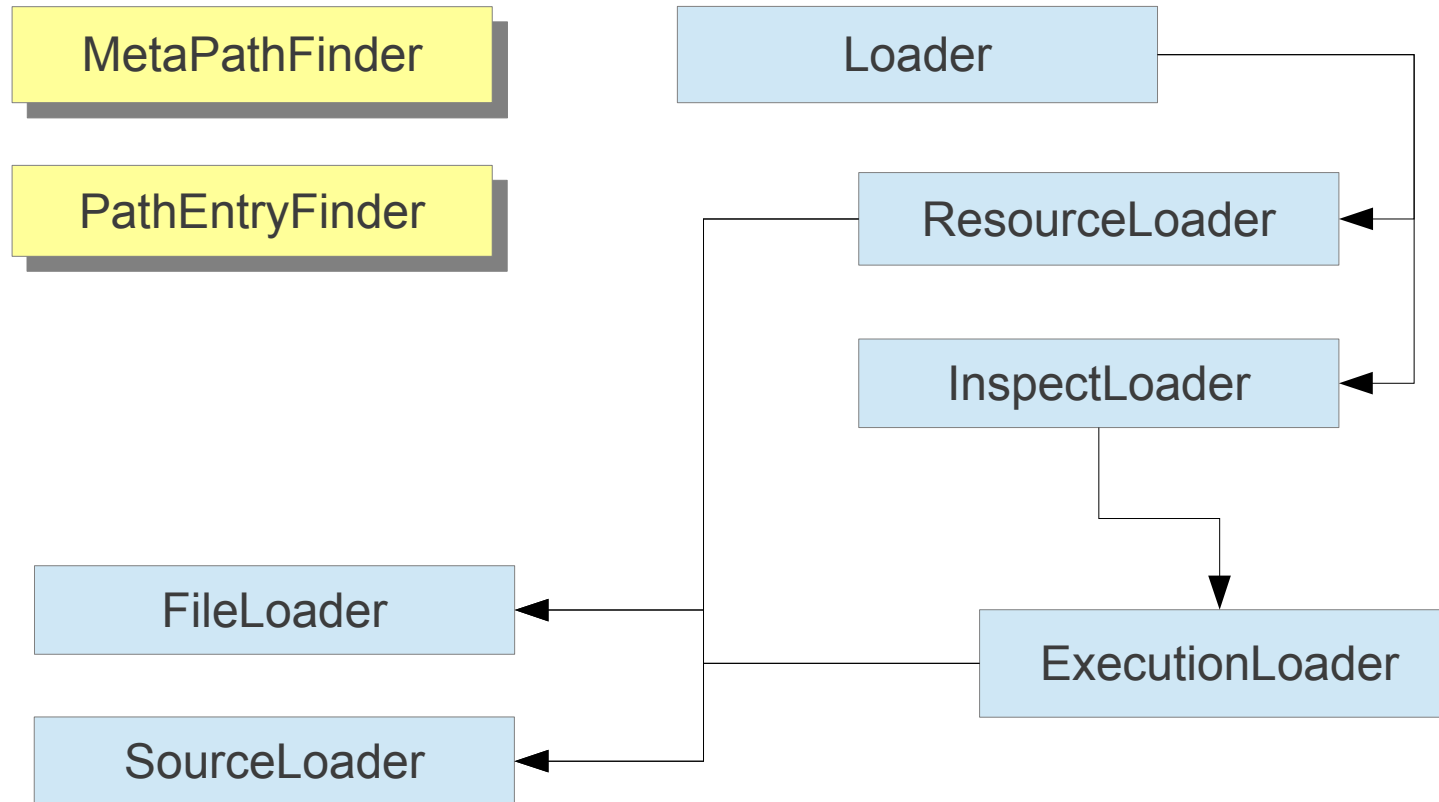 MetaPathFinder
Loader
PathEntryFinder
ResourceLoader
InspectLoader
FileLoader
ExecutionLoader
SourceLoader